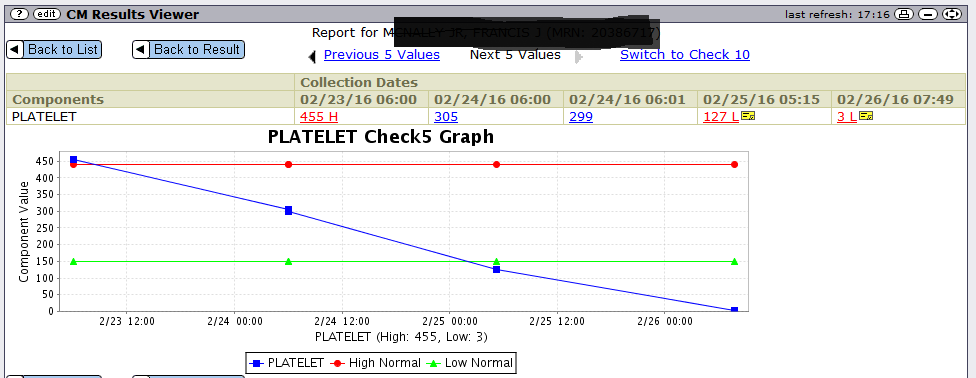 ? edit CM Results Viewer last refresh: 17:16
Back to List Back to Result Report for
Previous 5 Values Next 5 Values Switch to Check 10
Collection Dates
Components 02/23/16 06:00 02/24/16 06:00 02/24/16 06:01 02/25/16 05:15 02/26/16 07:49
PLATELET 455 H 305 299 127 L 3 L
PLATELET Check5 Graph
Component Value
450
400
350
300
250
200
150
100
50
0
2/23 12:00 2/24 00:00 2/24 12:00 2/25 00:00 2/25 12:00 2/26 00:00
PLATELET (High: 455, Low: 3)
PLATELET High Normal Low Normal